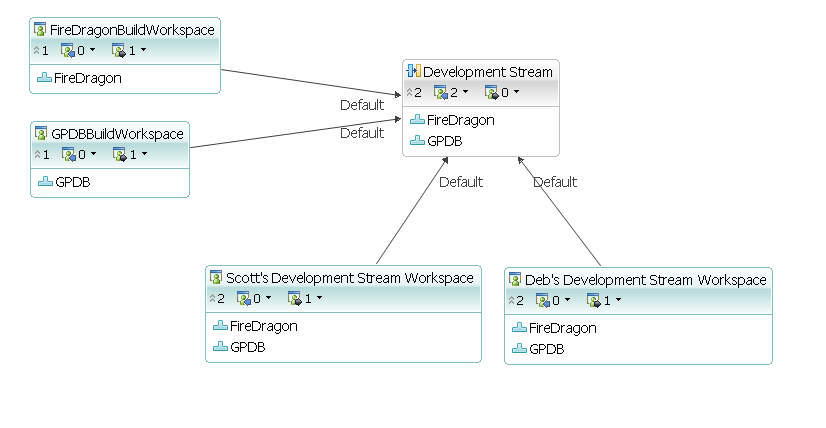 FireDragonBuildWorkspace
1 0 1
FireDragon
Development Stream
2 2 0
FireDragon
GPDB
Default
Default
GPDBBuildWorkspace
1 0 1
GPDB
Default
Default
Scott's Development Stream Workspace
2 0 1
FireDragon
GPDB
Deb's Development Stream Workspace
2 0 1
FireDragon
GPDB